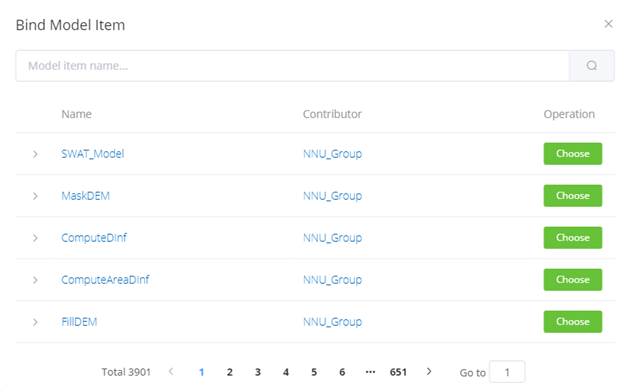 Bind Model Item
Model item name...
Name Contributor Operation
SWAT_Model NNU_Group Choose
MaskDEM NNU_Group Choose
ComputeDinf NNU_Group Choose
ComputeAreaDInf NNU_Group Choose
FillDEM NNU_Group Choose
Total 3901 1 2 3 4 5 6 ••• 651 Go to 1